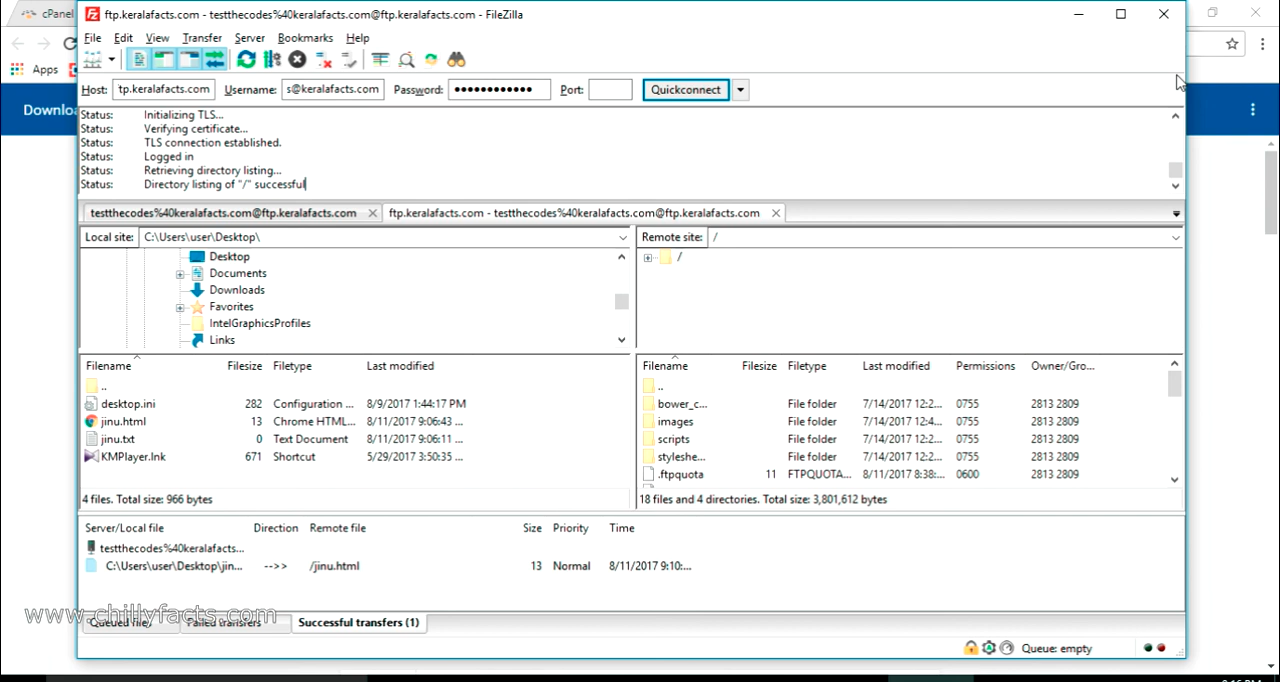 cPanel
ftp.keralafacts.com - testthecodes%40keralafacts.com@ftp.keralafacts.com - FileZilla
File Edit View Transfer Server Bookmarks Help
Apps
Host: tp.keralafacts.com Username: s@keralafacts.com Password: ●●●●●●●●●●●●● Port: Quickconnect
Downloa
Status: Initializing TLS...
Status: Verifying certificate...
Status: TLS connection established.
Status: Logged in
Status: Retrieving directory listing...
Status: Directory listing of "/" successful
testthecodes%40keralafacts.com@ftp.keralafacts.com ftp.keralafacts.com - testthecodes%40keralafacts.com@ftp.keralafacts.com
Local site: C:\Users\user\Desktop\ Remote site: /
Desktop
/
Documents
Downloads
Favorites
IntelGraphicsProfiles
Links
Filename Filesize Filetype Last modified
..
desktop.ini 282 Configuration ... 8/9/2017 1:44:17 PM
jinu.html 13 Chrome HTML... 8/11/2017 9:06:43 ...
jinu.txt 0 Text Document 8/11/2017 9:06:11 ...
KMPlayer.lnk 671 Shortcut 5/29/2017 3:50:35 ...
4 files. Total size: 966 bytes
Filename Filesize Filetype Last modified Permissions Owner/Gro...
..
bower_c... File folder 7/14/2017 12:2... 0755 2813 2809
images File folder 7/14/2017 12:4... 0755 2813 2809
scripts File folder 7/14/2017 12:2... 0755 2813 2809
styleshe... File folder 7/14/2017 12:2... 0755 2813 2809
.ftpquota 11 FTPQUOTA... 8/11/2017 8:38:... 0600 2813 2809
18 files and 4 directories. Total size: 3,801,612 bytes
Server/Local file Direction Remote file Size Priority Time
testthecodes%40keralafacts...
C:\Users\user\Desktop\jin... -->> /jinu.html 13 Normal 8/11/2017 9:10:...
www.chillyfacts.com
Queued file Failed transfers Successful transfers (1)
Queue: empty